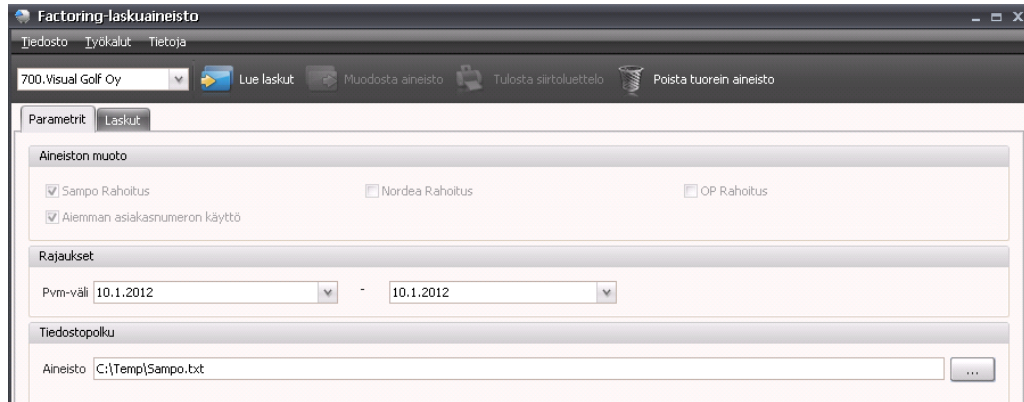 Factoring-laskuaineisto
Tiedosto Työkalut Tietoja
700.Visual Golf Oy Lue laskut Muodosta aineisto Tulosta siirtoluettelo Poista tuorein aineisto
Parametrit Laskut
Aineiston muoto
Sampo Rahoitus Nordea Rahoitus OP Rahoitus
Aiemman asiakasnumeron käyttö
Rajaukset
Pvm-väli 10.1.2012 - 10.1.2012
Tiedostopolku
Aineisto C:\Temp\Sampo.txt ...